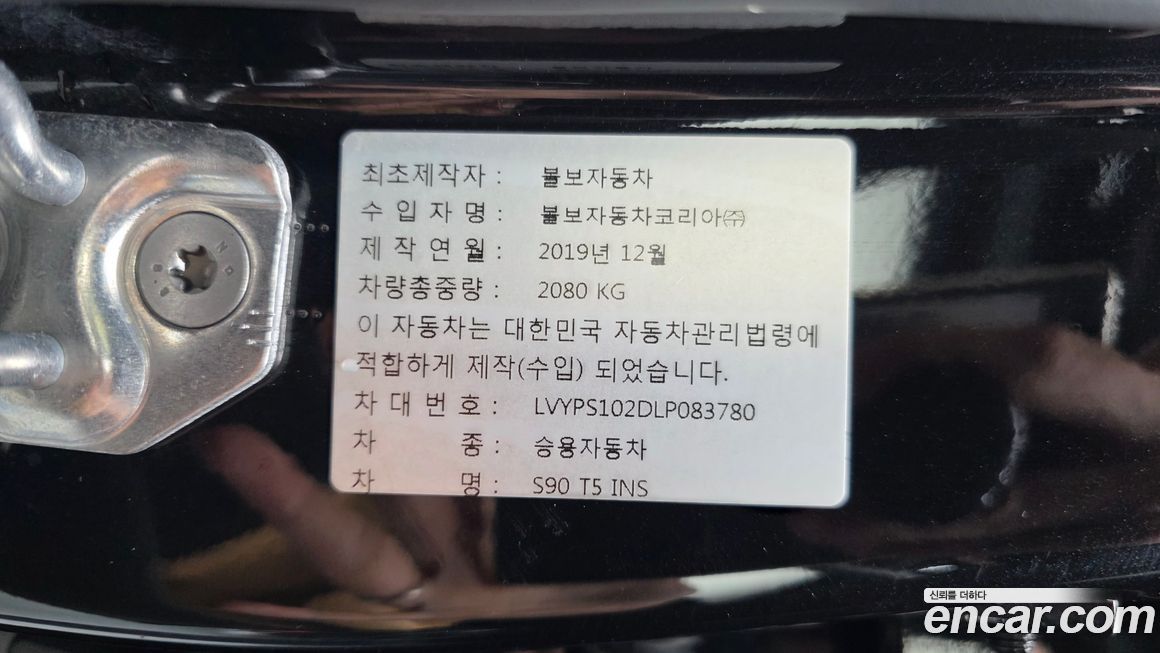 최초제작자 : 볼보자동차
수 입 자 명 : 볼보자동차코리아㈜
제 작 연 월 : 2019년 12월
차량총중량 : 2080 KG
이 자동차는 대한민국 자동차관리법령에
적합하게 제작(수입) 되었습니다.
차 대 번 호 : LVYPS102DLP083780
차 종 : 승용자동차
차 명 : S90 T5 INS
신뢰를 더하다
encar.com